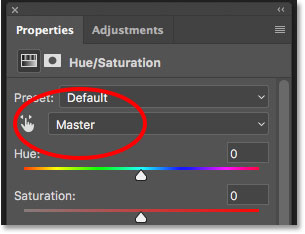 Properties Adjustments
Hue/Saturation
Preset: Default
Master
Hue: 0
Saturation: 0